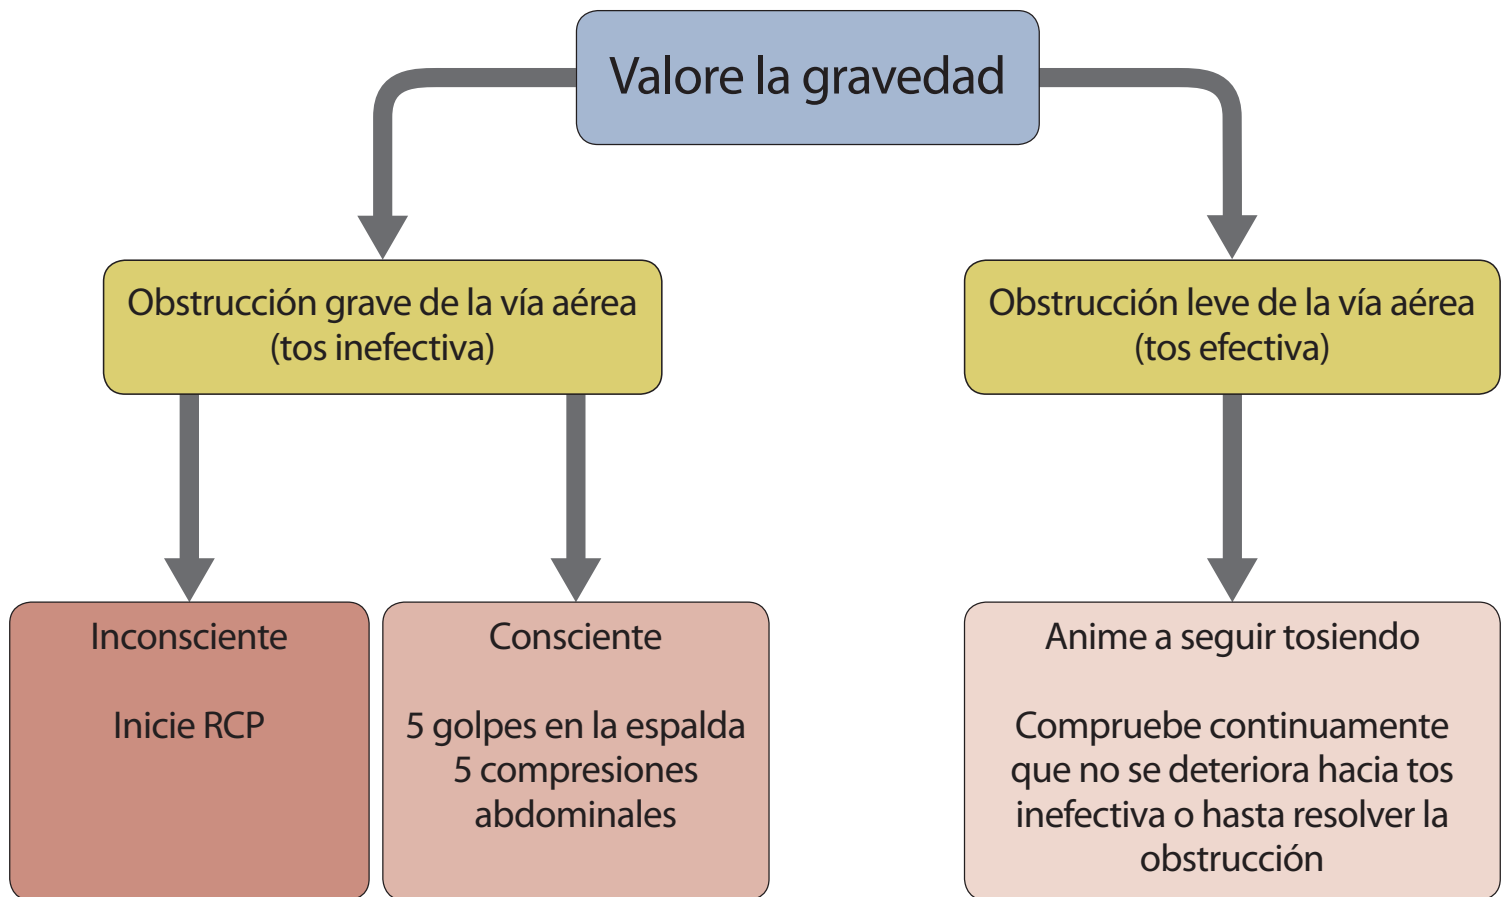 Valore la gravedad
Obstrucción grave de la vía aérea
(tos inefectiva)
Obstrucción leve de la vía aérea
(tos efectiva)
Inconsciente
Inicie RCP
Consciente
5 golpes en la espalda
5 compresiones
abdominales
Anime a seguir tosiendo
Compruebe continuamente
que no se deteriora hacia tos
inefectiva o hasta resolver la
obstrucción